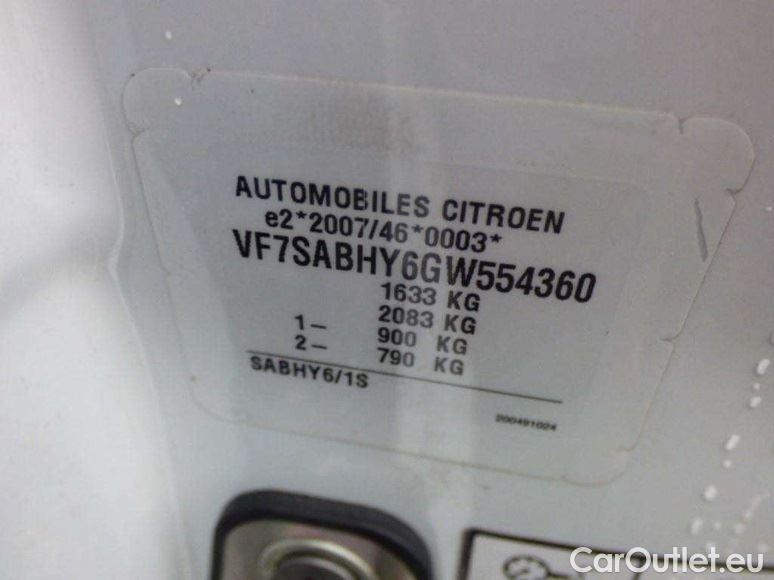 AUTOMOBILES CITROEN
e2*2007/46*0003*
VF7SABHY6GW554360
1633 KG
2083 KG
1- 900 KG
2- 790 KG
SABHY6/1S
200491024
CarOutlet.eu